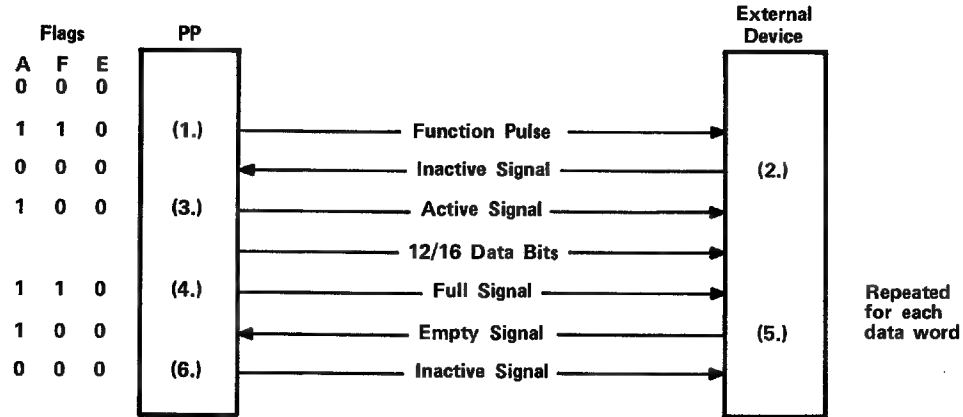 Flags PP External Device
A F E
0 0 0
1 1 0 (1.) Function Pulse
0 0 0 Inactive Signal (2.)
1 0 0 (3.) Active Signal
12/16 Data Bits
1 1 0 (4.) Full Signal
1 0 0 Empty Signal (5.)
0 0 0 (6.) Inactive Signal
Repeated
for each
data word